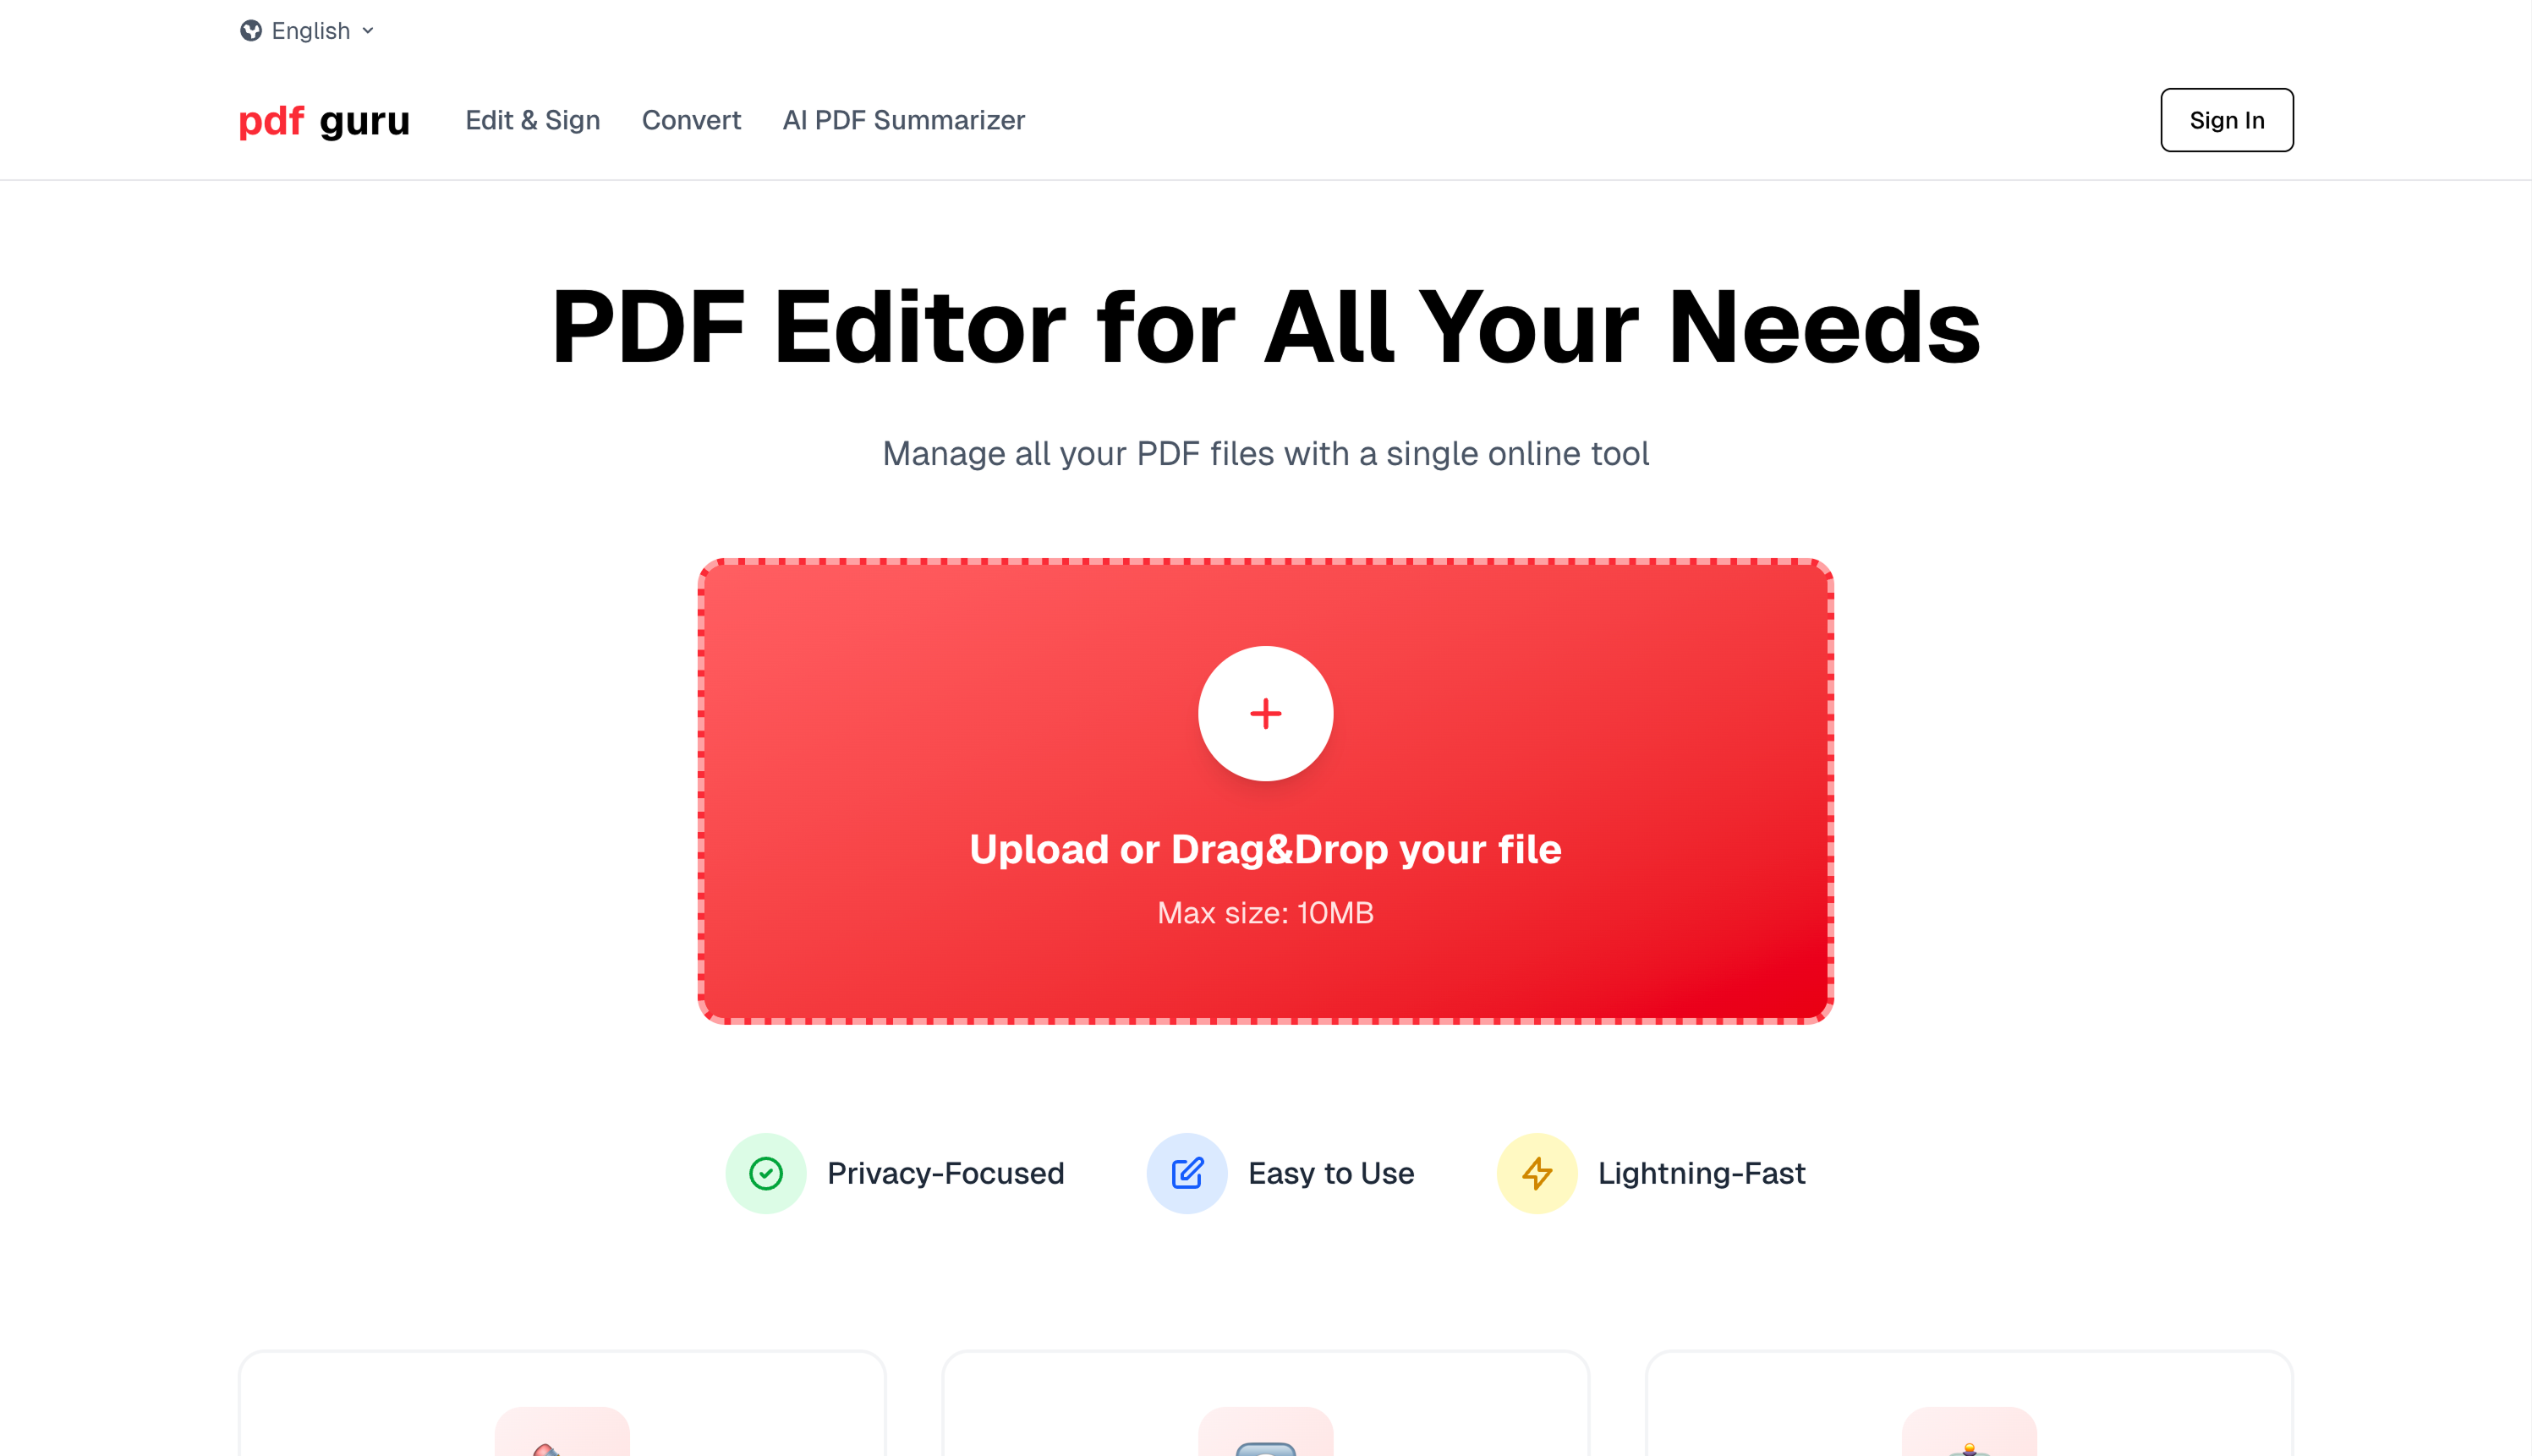 English
pdf guru
Edit & Sign
Convert
AI PDF Summarizer
Sign In
PDF Editor for All Your Needs
Manage all your PDF files with a single online tool
Upload or Drag&Drop your file
Max size: 10MB
Privacy-Focused
Easy to Use
Lightning-Fast